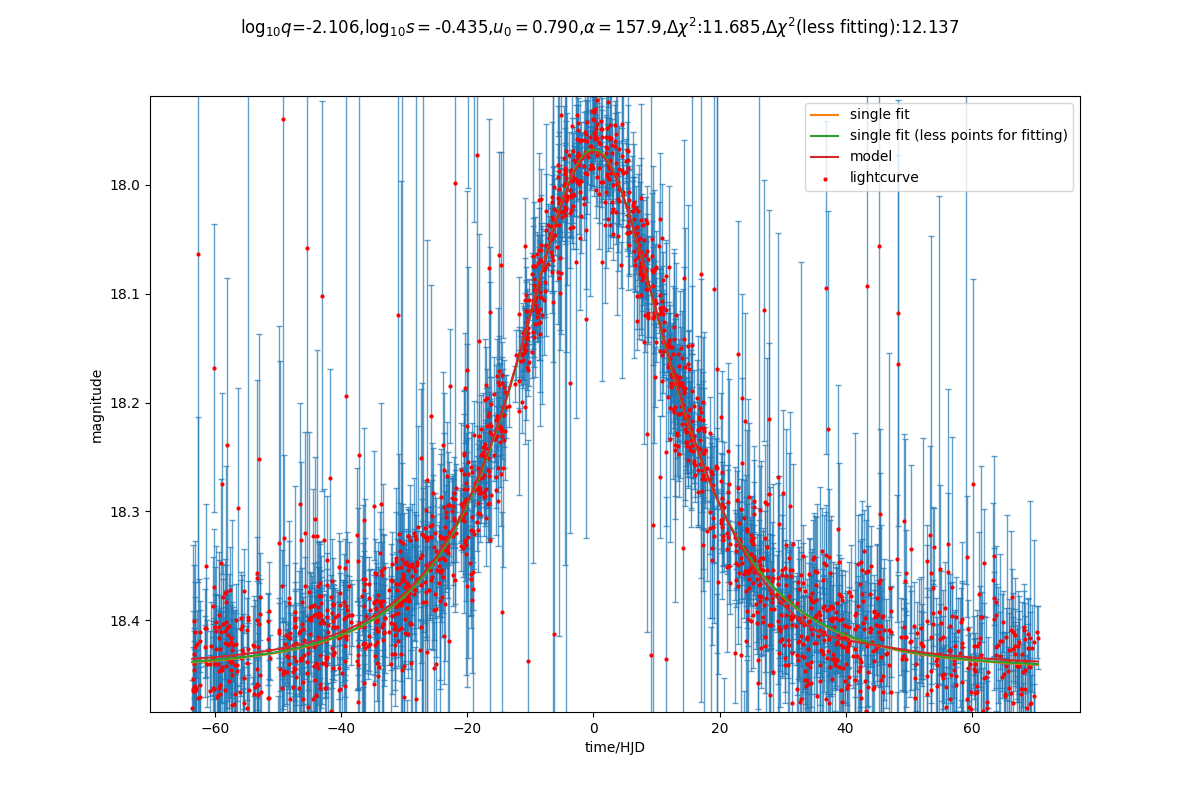 log₁₀q=-2.106,log₁₀s = -0.435,u₀ = 0.790,α = 157.9,Δχ²:11.685,Δχ²(less fitting):12.137
single fit
single fit (less points for fitting)
model
lightcurve
18.0
18.1
18.2
18.3
18.4
magnitude
−60
−40
−20
0
20
40
60
time/HJD